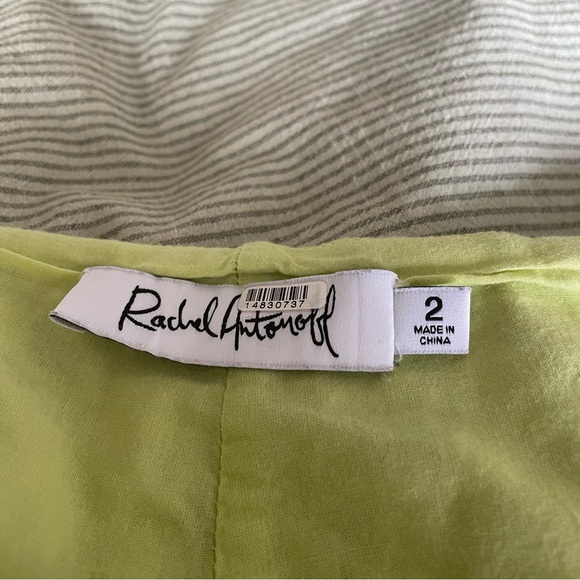 Rachel Antonoff
14830737
2
MADE IN
CHINA